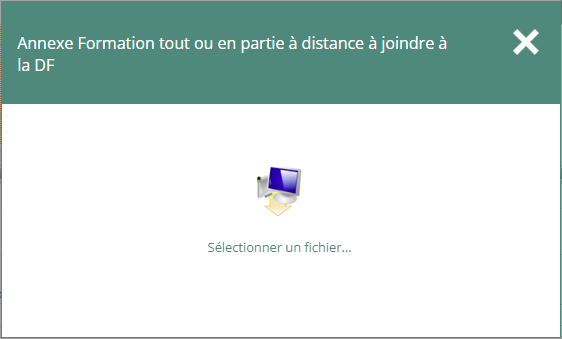 Annexe Formation tout ou en partie à distance à joindre à
la DF
Sélectionner un fichier...